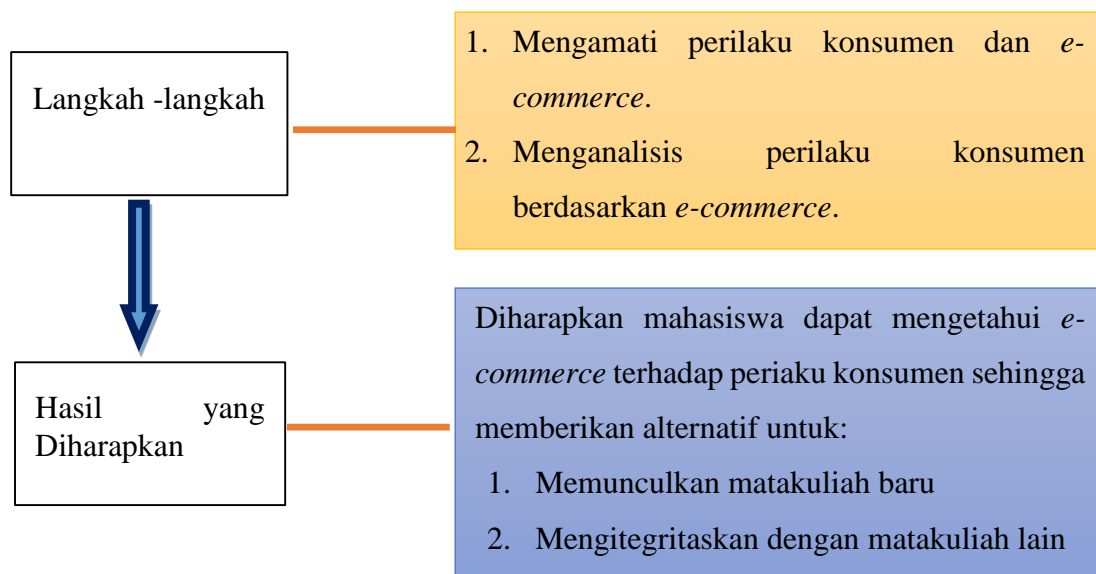 Langkah -langkah
1. Mengamati perilaku konsumen dan e-
commerce.
2. Menganalisis perilaku konsumen
berdasarkan e-commerce.
Hasil yang
Diharapkan
Diharapkan mahasiswa dapat mengetahui e-
commerce terhadap periaku konsumen sehingga
memberikan alternatif untuk:
1. Memunculkan matakuliah baru
2. Mengitegritaskan dengan matakuliah lain